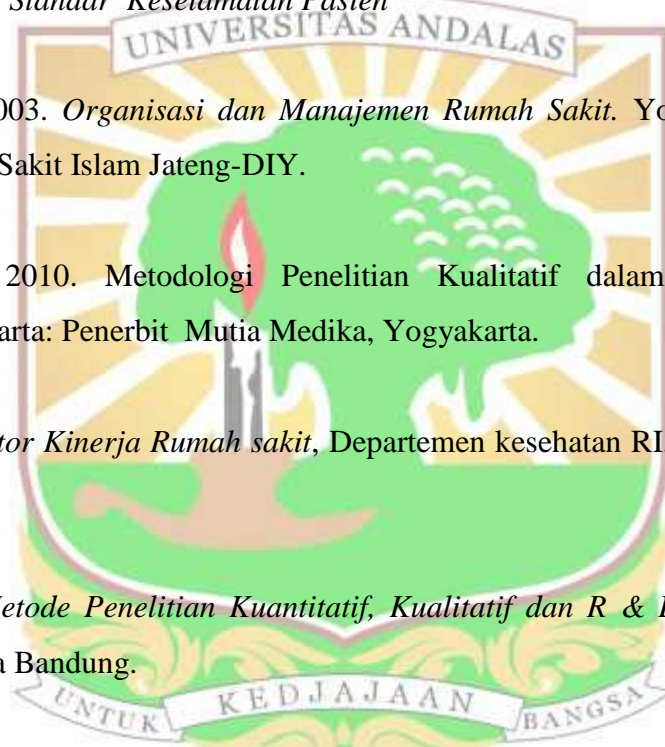 Standar Keselamatan Pasien
UNIVERSITAS ANDALAS
003. Organisasi dan Manajemen Rumah Sakit. Yo
Sakit Islam Jateng-DIY.
2010. Metodologi Penelitian Kualitatif dalam
arta: Penerbit Mutia Medika, Yogyakarta.
tor Kinerja Rumah sakit, Departemen kesehatan RI.
etode Penelitian Kuantitatif, Kualitatif dan R &
a Bandung.
UNTUK KEDJAJAAN BANGSA